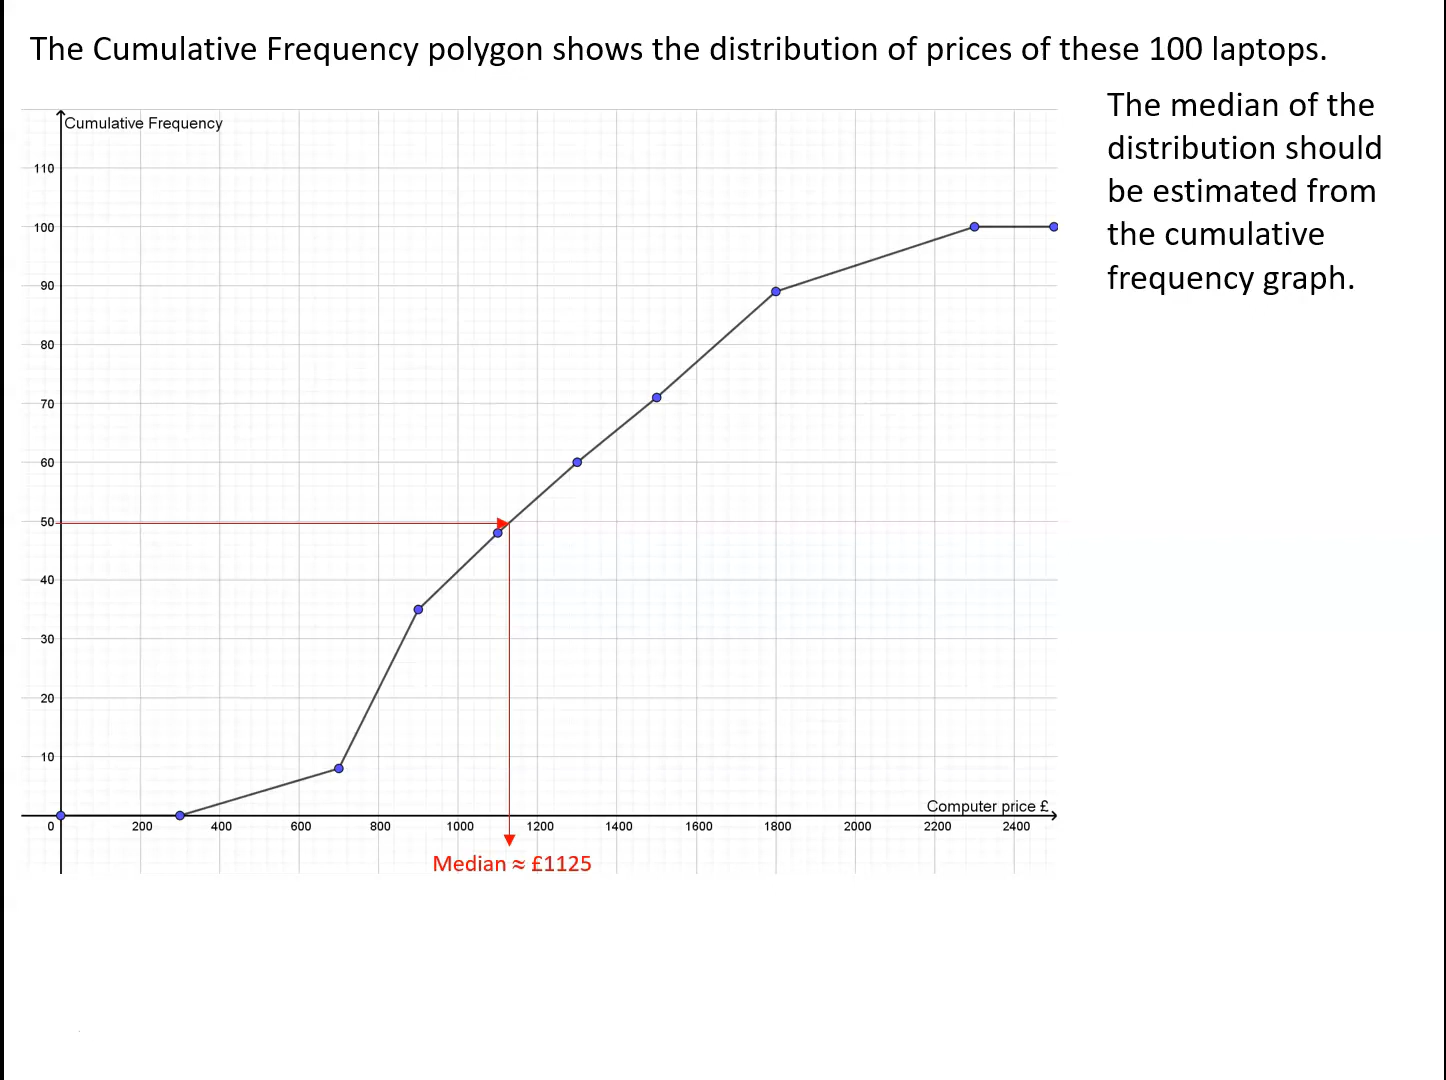 The Cumulative Frequency polygon shows the distribution of prices of these 100 laptops.
The median of the
distribution should
be estimated from
the cumulative
frequency graph.
Cumulative Frequency
110
100
90
80
70
60
50
40
30
20
10
Computer price £
0 200 400 600 800 1000 1200 1400 1600 1800 2000 2200 2400
Median ≈ £1125